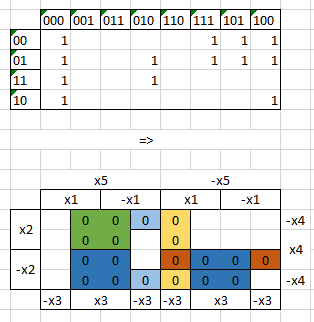 000 001 011 010 110 111 101 100
00 1 1 1 1
01 1 1 1 1 1
11 1 1
10 1 1
=>
x5 -x5
x1 -x1 x1 -x1
0 0 0 0 -x4
x2
0 0 0
x4
0 0 0 0 0 0
-x2
0 0 0 0 0 0 -x4
-x3 x3 -x3 -x3 x3 -x3